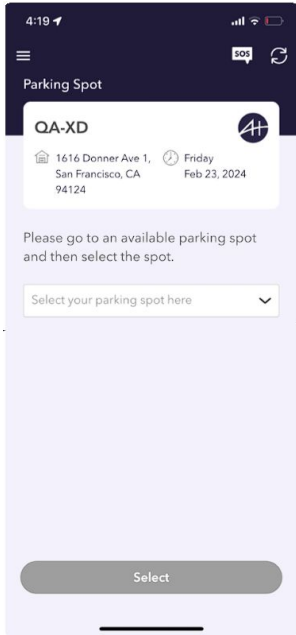 4:19
SOS
Parking Spot
QA-XD
1616 Donner Ave 1,
San Francisco, CA
94124
Friday
Feb 23, 2024
Please go to an available parking spot
and then select the spot.
Select your parking spot here
Select